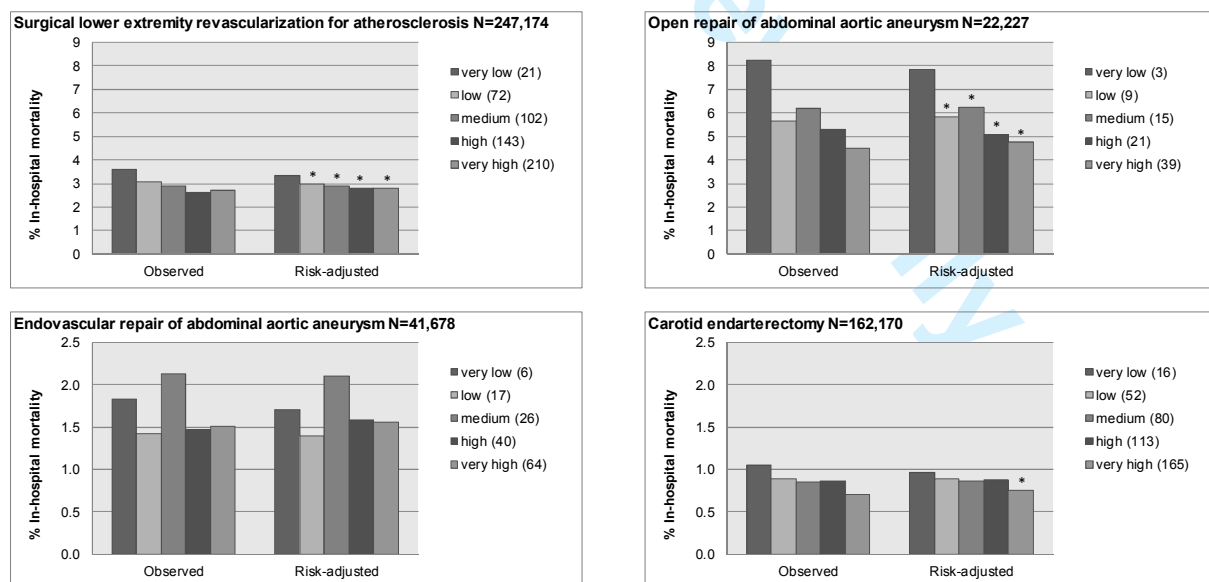 Surgical lower extremity revascularization for atherosclerosis N=247,174
% In-hospital mortality
9
8
7
6
5
4
3
2
1
0
* * * *
Observed Risk-adjusted
very low (21)
low (72)
medium (102)
high (143)
very high (210)
Open repair of abdominal aortic aneurysm N=22,227
% In-hospital mortality
9
8
7
6
5
4
3
2
1
0
* * * *
Observed Risk-adjusted
very low (3)
low (9)
medium (15)
high (21)
very high (39)
Endovascular repair of abdominal aortic aneurysm N=41,678
% In-hospital mortality
2.5
2.0
1.5
1.0
0.5
0.0
Observed Risk-adjusted
very low (6)
low (17)
medium (26)
high (40)
very high (64)
Carotid endarterectomy N=162,170
% In-hospital mortality
2.5
2.0
1.5
1.0
0.5
0.0
*
Observed Risk-adjusted
very low (16)
low (52)
medium (80)
high (113)
very high (165)